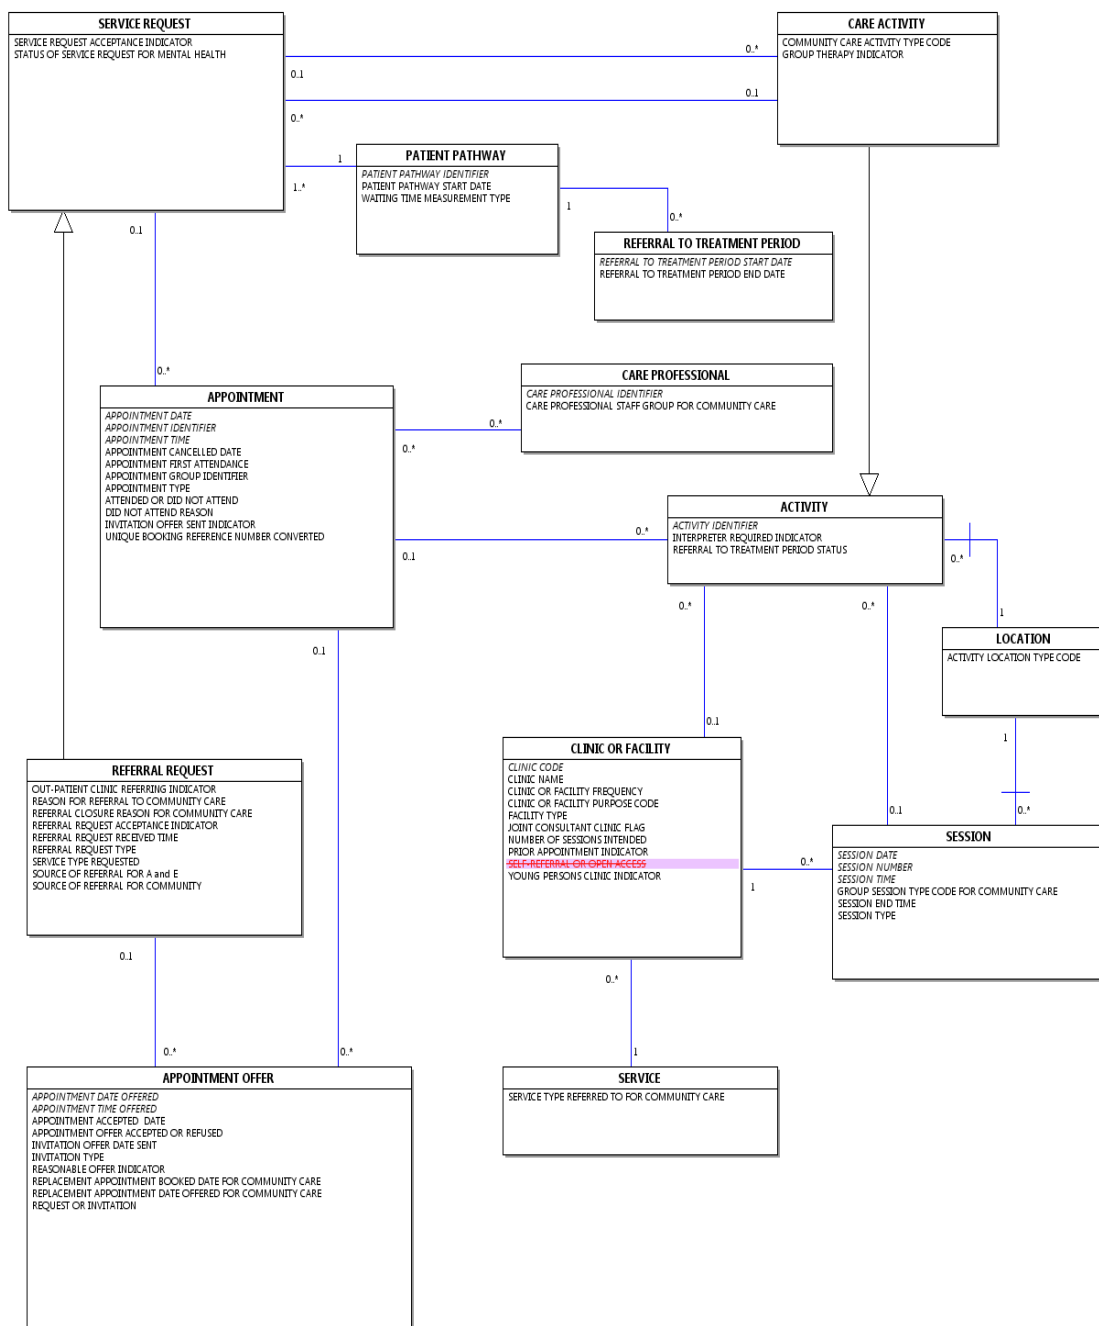 SERVICE REQUEST
SERVICE REQUEST ACCEPTANCE INDICATOR
STATUS OF SERVICE REQUEST FOR MENTAL HEALTH
CARE ACTIVITY
COMMUNITY CARE ACTIVITY TYPE CODE
GROUP THERAPY INDICATOR
0..1
0..*
0..*
0..1
1..*
1
PATIENT PATHWAY
PATIENT PATHWAY IDENTIFIER
PATIENT PATHWAY START DATE
WAITING TIME MEASUREMENT TYPE
1
0..*
REFERRAL TO TREATMENT PERIOD
REFERRAL TO TREATMENT PERIOD START DATE
REFERRAL TO TREATMENT PERIOD END DATE
0..1
0..*
APPOINTMENT
APPOINTMENT DATE
APPOINTMENT IDENTIFIER
APPOINTMENT TIME
APPOINTMENT CANCELLED DATE
APPOINTMENT FIRST ATTENDANCE
APPOINTMENT GROUP IDENTIFIER
APPOINTMENT TYPE
ATTENDED OR DID NOT ATTEND
DID NOT ATTEND REASON
INVITATION OFFER SENT INDICATOR
UNIQUE BOOKING REFERENCE NUMBER CONVERTED
0..*
0..*
CARE PROFESSIONAL
CARE PROFESSIONAL IDENTIFIER
CARE PROFESSIONAL STAFF GROUP FOR COMMUNITY CARE
0..1
0..*
ACTIVITY
ACTIVITY IDENTIFIER
INTERPRETER REQUIRED INDICATOR
REFERRAL TO TREATMENT PERIOD STATUS
0..*
1
LOCATION
ACTIVITY LOCATION TYPE CODE
0..*
0..1
0..*
0..1
1
0..*
CLINIC OR FACILITY
CLINIC CODE
CLINIC NAME
CLINIC OR FACILITY FREQUENCY
CLINIC OR FACILITY PURPOSE CODE
FACILITY TYPE
JOINT CONSULTANT CLINIC FLAG
NUMBER OF SESSIONS INTENDED
PRIOR APPOINTMENT INDICATOR
SELF-REFERRAL OR OPEN ACCESS
YOUNG PERSONS CLINIC INDICATOR
1
0..*
SESSION
SESSION DATE
SESSION NUMBER
SESSION TIME
GROUP SESSION TYPE CODE FOR COMMUNITY CARE
SESSION END TIME
SESSION TYPE
0..1
REFERRAL REQUEST
OUT-PATIENT CLINIC REFERRING INDICATOR
REASON FOR REFERRAL TO COMMUNITY CARE
REFERRAL CLOSURE REASON FOR COMMUNITY CARE
REFERRAL REQUEST ACCEPTANCE INDICATOR
REFERRAL REQUEST RECEIVED TIME
REFERRAL REQUEST TYPE
SERVICE TYPE REQUESTED
SOURCE OF REFERRAL FOR A and E
SOURCE OF REFERRAL FOR COMMUNITY
0..1
0..*
0..*
APPOINTMENT OFFER
APPOINTMENT DATE OFFERED
APPOINTMENT TIME OFFERED
APPOINTMENT ACCEPTED DATE
APPOINTMENT OFFER ACCEPTED OR REFUSED
INVITATION OFFER DATE SENT
INVITATION TYPE
REASONABLE OFFER INDICATOR
REPLACEMENT APPOINTMENT BOOKED DATE FOR COMMUNITY CARE
REPLACEMENT APPOINTMENT DATE OFFERED FOR COMMUNITY CARE
REQUEST OR INVITATION
0..*
1
SERVICE
SERVICE TYPE REFERRED TO FOR COMMUNITY CARE